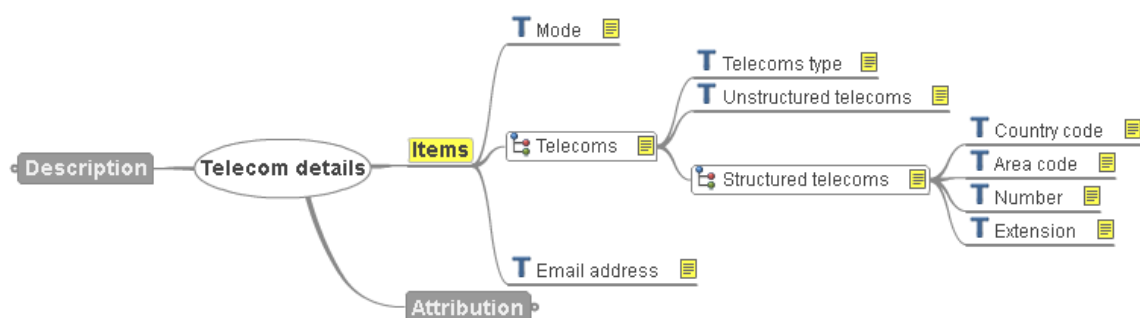 Mode
Telecoms type
Unstructured telecoms
Country code
Items
Telecoms
Description
Telecom details
Area code
Structured telecoms
Number
Extension
Email address
Attribution